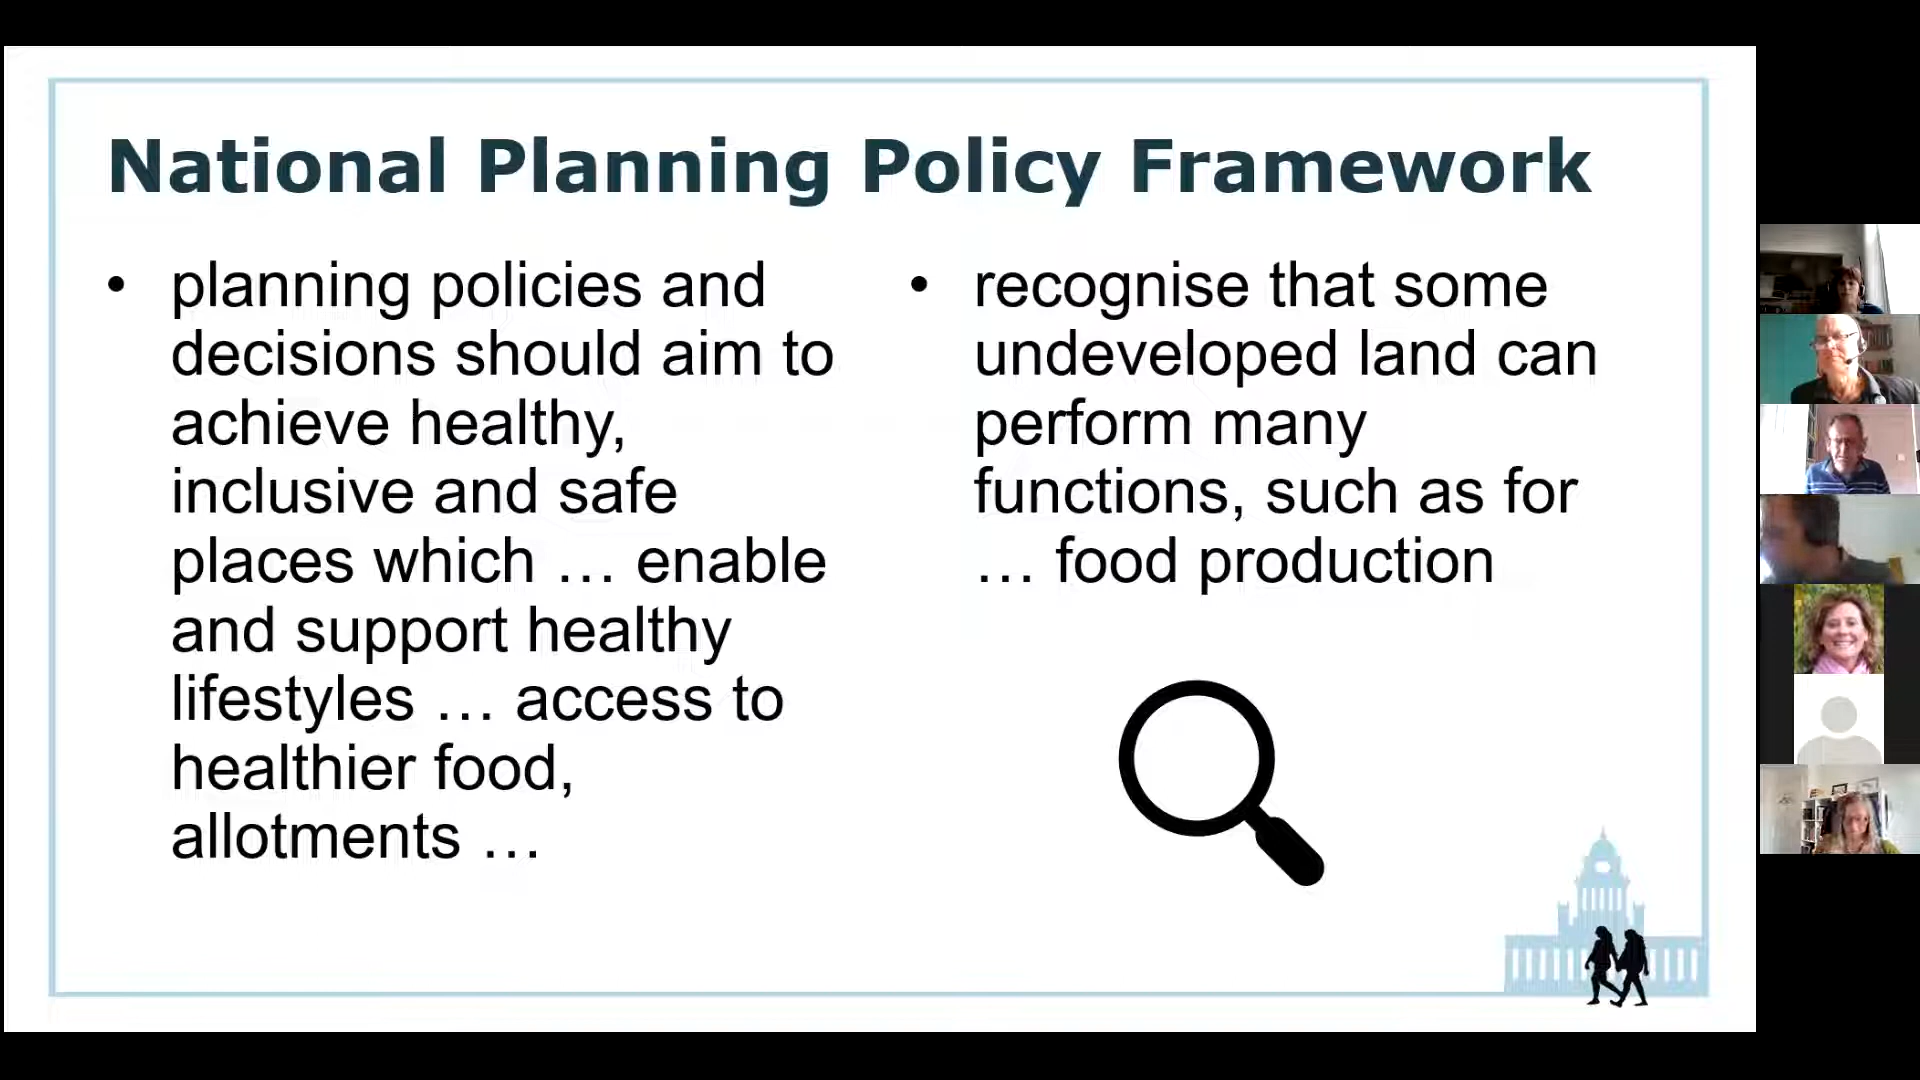 National Planning Policy Framework
• planning policies and
decisions should aim to
achieve healthy,
inclusive and safe
places which … enable
and support healthy
lifestyles … access to
healthier food,
allotments …
• recognise that some
undeveloped land can
perform many
functions, such as for
… food production